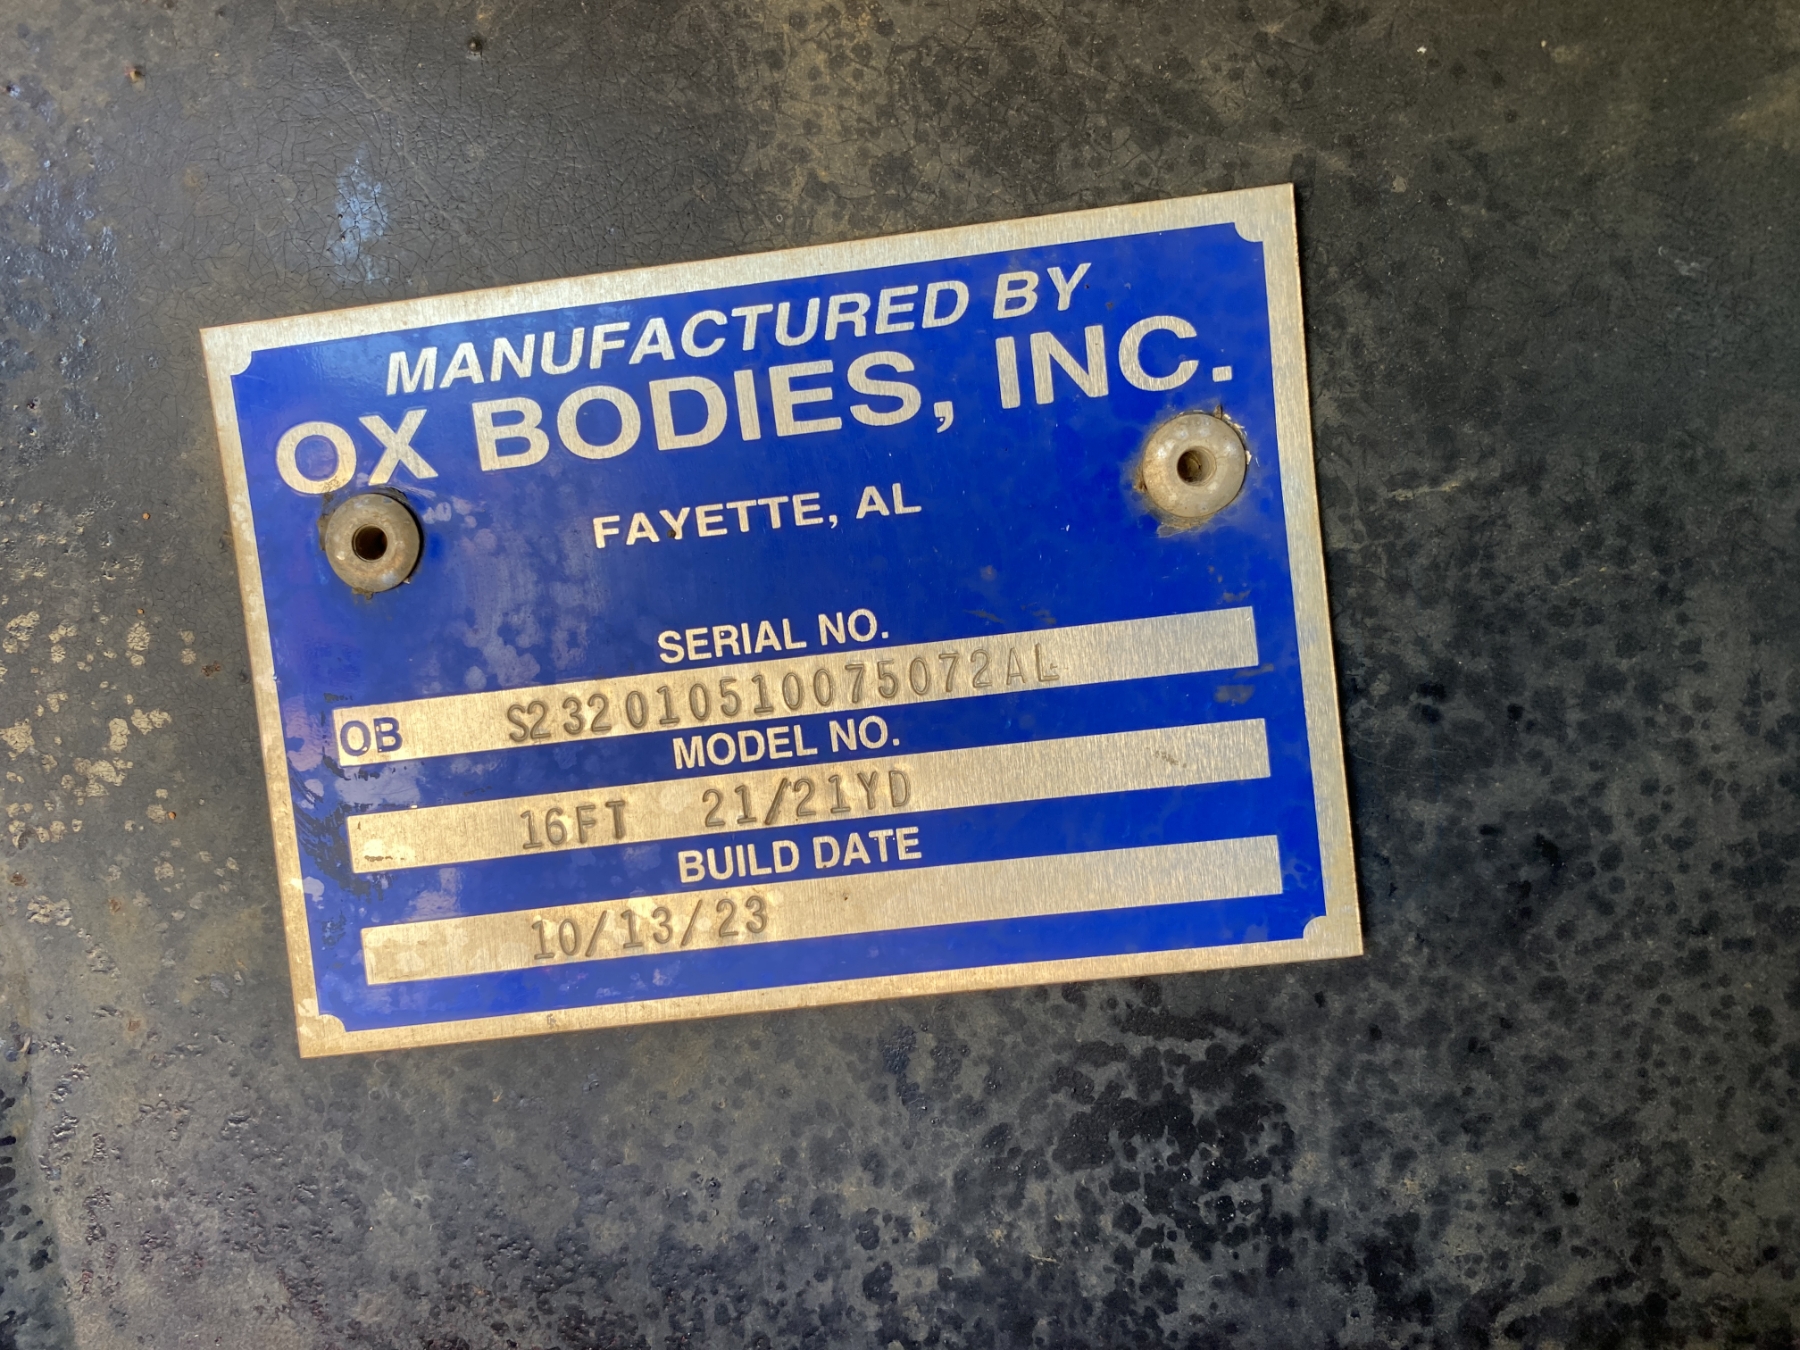 MANUFACTURED BY
OX BODIES, INC.
FAYETTE, AL
SERIAL NO.
OB S232010510075072AL
MODEL NO.
16FT 21/21YD
BUILD DATE
10/13/23